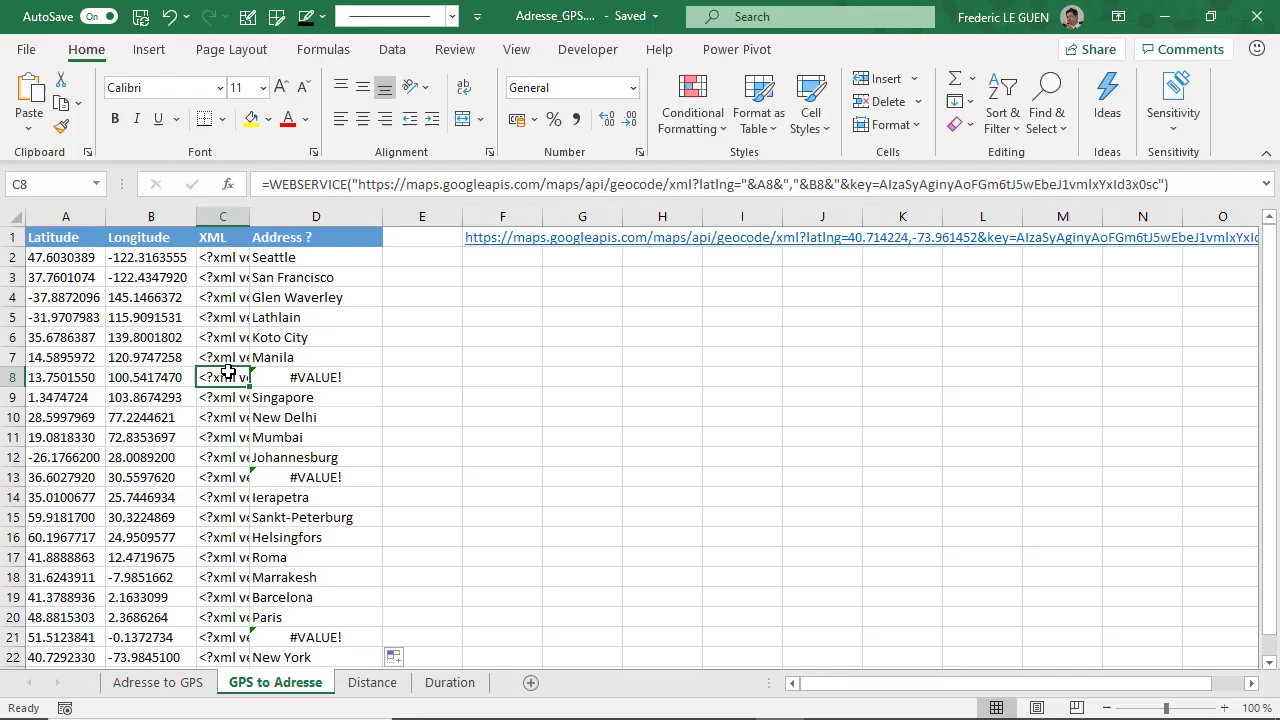 AutoSave On Adresse_GPS.... - Saved Search Frederic LE GUEN
File Home Insert Page Layout Formulas Data Review View Developer Help Power Pivot Share Comments
Paste Calibri 11 General Conditional Formatting Format as Table Cell Styles Insert Delete Format Sort & Filter Find & Select Ideas Sensitivity
Clipboard Font Alignment Number Styles Cells Editing Ideas Sensitivity
C8 fx =WEBSERVICE("https://maps.googleapis.com/maps/api/geocode/xml?latlng="&A8&","&B8&"&key=AIzaSyAginyAoFGm6tJ5wEbeJ1vmlxYxId3x0sc")
A B C D E F G H I J K L M N O
1 Latitude Longitude XML Address ? https://maps.googleapis.com/maps/api/geocode/xml?latlng=40.714224,-73.961452&key=AIzaSyAginyAoFGm6tJ5wEbeJ1vmlxYxId
2 47.6030389 -122.3163555 <?xml ve Seattle
3 37.7601074 -122.4347920 <?xml ve San Francisco
4 -37.8872096 145.1466372 <?xml ve Glen Waverley
5 -31.9707983 115.9091531 <?xml ve Lathlain
6 35.6786387 139.8001802 <?xml ve Koto City
7 14.5895972 120.9747258 <?xml ve Manila
8 13.7501550 100.5417470 <?xml ve #VALUE!
9 1.3474724 103.8674293 <?xml ve Singapore
10 28.5997969 77.2244621 <?xml ve New Delhi
11 19.0818330 72.8353697 <?xml ve Mumbai
12 -26.1766200 28.0089200 <?xml ve Johannesburg
13 36.6027920 30.5597620 <?xml ve #VALUE!
14 35.0100677 25.7446934 <?xml ve Ierapetra
15 59.9181700 30.3224869 <?xml ve Sankt-Peterburg
16 60.1967717 24.9509577 <?xml ve Helsingfors
17 41.8888863 12.4719675 <?xml ve Roma
18 31.6243911 -7.9851662 <?xml ve Marrakesh
19 41.3788936 2.1633099 <?xml ve Barcelona
20 48.8815303 2.3686264 <?xml ve Paris
21 51.5123841 -0.1372734 <?xml ve #VALUE!
22 40.7292330 -73.9845100 <?xml ve New York
Adresse to GPS GPS to Adresse Distance Duration
Ready 100 %